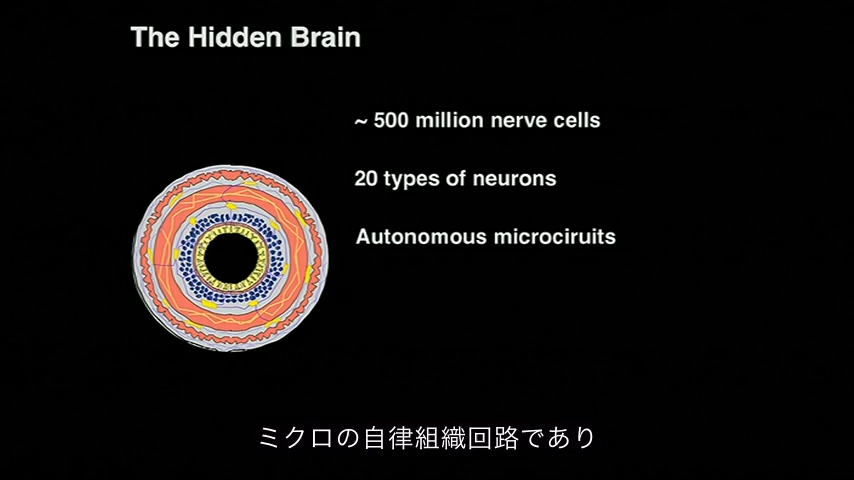 The Hidden Brain
~ 500 million nerve cells
20 types of neurons
Autonomous microciruits
ミクロの自律組織回路であり